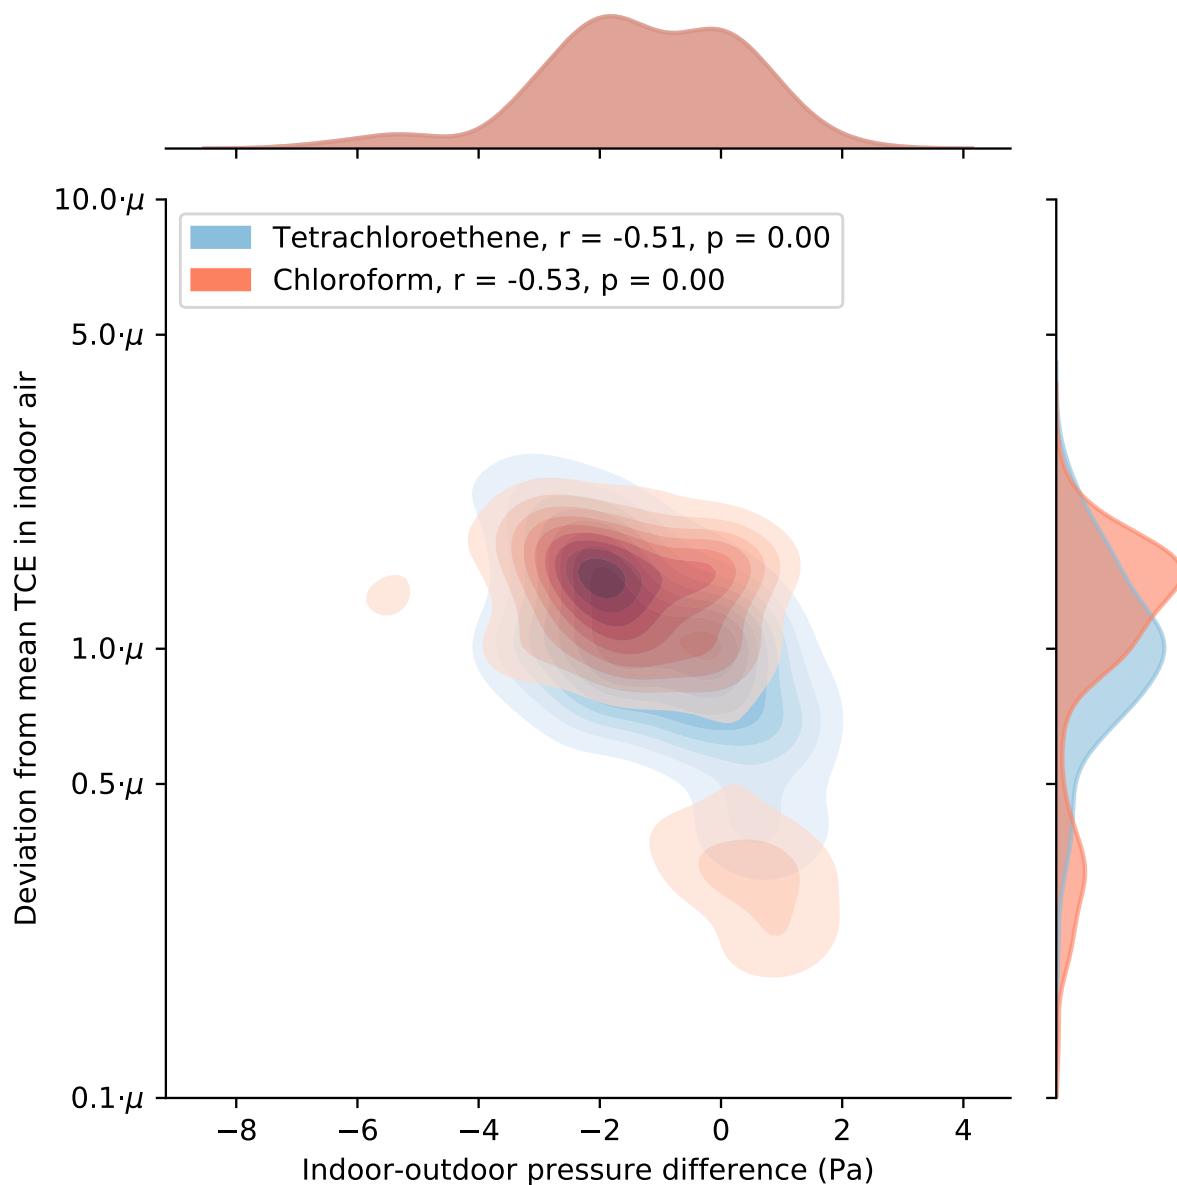 10.0·μ
Tetrachloroethene, r = -0.51, p = 0.00
Chloroform, r = -0.53, p = 0.00
5.0·μ
1.0·μ
0.5·μ
0.1·μ
Deviation from mean TCE in indoor air
−8 −6 −4 −2 0 2 4
Indoor-outdoor pressure difference (Pa)